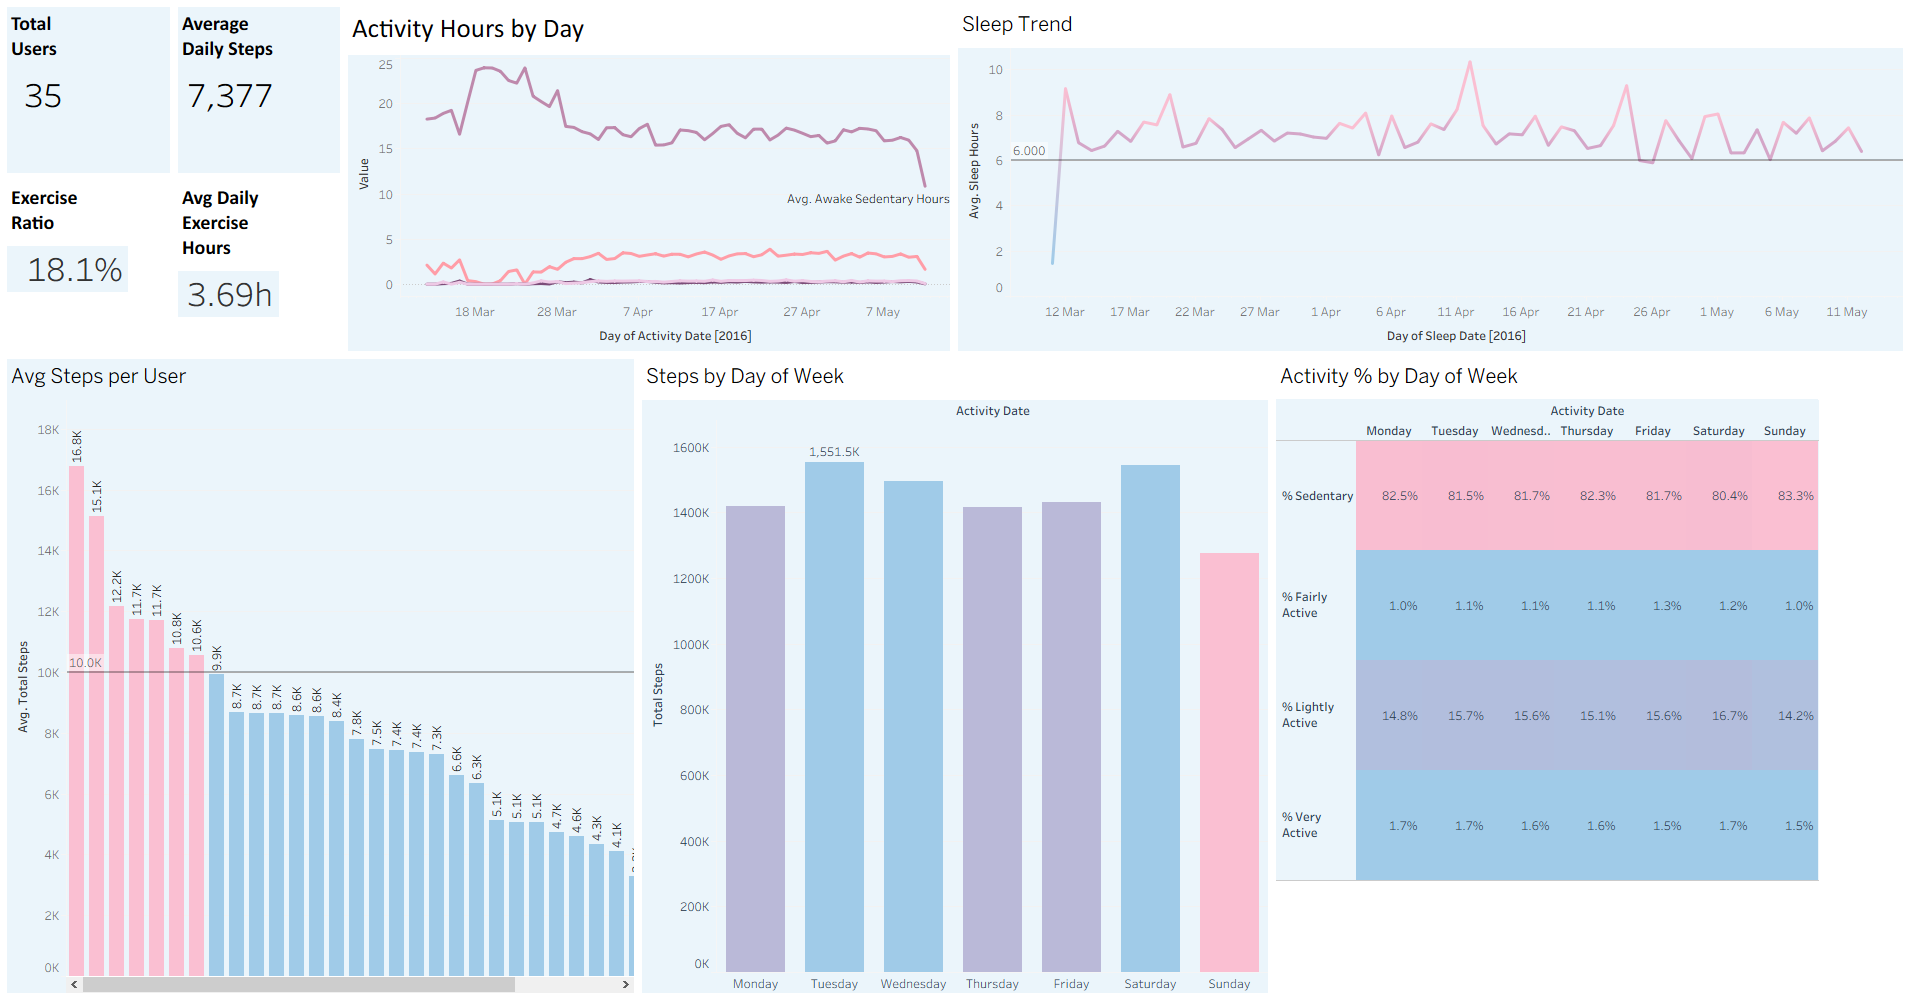 Total
Users
35
Average
Daily Steps
7,377
Exercise
Ratio
18.1%
Avg Daily
Exercise
Hours
3.69h
Activity Hours by Day
25
20
15
10
5
0
Value
Avg. Awake Sedentary Hours
18 Mar 28 Mar 7 Apr 17 Apr 27 Apr 7 May
Day of Activity Date [2016]
Sleep Trend
10
8
6
4
2
0
Avg. Sleep Hours
6.000
12 Mar 17 Mar 22 Mar 27 Mar 1 Apr 6 Apr 11 Apr 16 Apr 21 Apr 26 Apr 1 May 6 May 11 May
Day of Sleep Date [2016]
Avg Steps per User
18K
16K
14K
12K
10K
8K
6K
4K
2K
0K
Avg. Total Steps
10.0K
16.8K 15.1K 12.2K 11.7K 11.7K 10.8K 10.6K 9.9K 8.7K 8.7K 8.7K 8.6K 8.6K 8.4K 7.8K 7.5K 7.4K 7.4K 7.3K 6.6K 6.3K 5.1K 5.1K 5.1K 4.7K 4.6K 4.3K 4.1K
Steps by Day of Week
Activity Date
1600K
1400K
1200K
1000K
800K
600K
400K
200K
0K
Total Steps
1,551.5K
Monday Tuesday Wednesday Thursday Friday Saturday Sunday
Activity % by Day of Week
Activity Date
Monday Tuesday Wednesd.. Thursday Friday Saturday Sunday
% Sedentary 82.5% 81.5% 81.7% 82.3% 81.7% 80.4% 83.3%
% Fairly
Active
1.0% 1.1% 1.1% 1.1% 1.3% 1.2% 1.0%
% Lightly
Active
14.8% 15.7% 15.6% 15.1% 15.6% 16.7% 14.2%
% Very
Active
1.7% 1.7% 1.6% 1.6% 1.5% 1.7% 1.5%